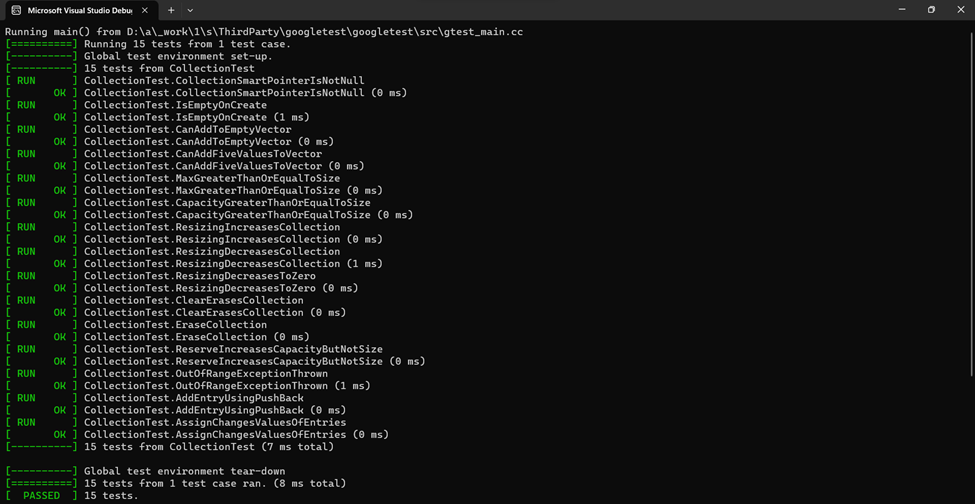 Microsoft Visual Studio Debu
Running main() from D:\a\_work\1\s\ThirdParty\googletest\googletest\src\gtest_main.cc
[==========] Running 15 tests from 1 test case.
[----------] Global test environment set-up.
[----------] 15 tests from CollectionTest
[ RUN      ] CollectionTest.CollectionSmartPointerIsNotNull
[       OK ] CollectionTest.CollectionSmartPointerIsNotNull (0 ms)
[ RUN      ] CollectionTest.IsEmptyOnCreate
[       OK ] CollectionTest.IsEmptyOnCreate (1 ms)
[ RUN      ] CollectionTest.CanAddToEmptyVector
[       OK ] CollectionTest.CanAddToEmptyVector (0 ms)
[ RUN      ] CollectionTest.CanAddFiveValuesToVector
[       OK ] CollectionTest.CanAddFiveValuesToVector (0 ms)
[ RUN      ] CollectionTest.MaxGreaterThanOrEqualToSize
[       OK ] CollectionTest.MaxGreaterThanOrEqualToSize (0 ms)
[ RUN      ] CollectionTest.CapacityGreaterThanOrEqualToSize
[       OK ] CollectionTest.CapacityGreaterThanOrEqualToSize (0 ms)
[ RUN      ] CollectionTest.ResizingIncreasesCollection
[       OK ] CollectionTest.ResizingIncreasesCollection (0 ms)
[ RUN      ] CollectionTest.ResizingDecreasesCollection
[       OK ] CollectionTest.ResizingDecreasesCollection (1 ms)
[ RUN      ] CollectionTest.ResizingDecreasesToZero
[       OK ] CollectionTest.ResizingDecreasesToZero (0 ms)
[ RUN      ] CollectionTest.ClearErasesCollection
[       OK ] CollectionTest.ClearErasesCollection (0 ms)
[ RUN      ] CollectionTest.EraseCollection
[       OK ] CollectionTest.EraseCollection (0 ms)
[ RUN      ] CollectionTest.ReserveIncreasesCapacityButNotSize
[       OK ] CollectionTest.ReserveIncreasesCapacityButNotSize (0 ms)
[ RUN      ] CollectionTest.OutOfRangeExceptionThrown
[       OK ] CollectionTest.OutOfRangeExceptionThrown (1 ms)
[ RUN      ] CollectionTest.AddEntryUsingPushBack
[       OK ] CollectionTest.AddEntryUsingPushBack (0 ms)
[ RUN      ] CollectionTest.AssignChangesValuesOfEntries
[       OK ] CollectionTest.AssignChangesValuesOfEntries (0 ms)
[----------] 15 tests from CollectionTest (7 ms total)
[----------] Global test environment tear-down
[==========] 15 tests from 1 test case ran. (8 ms total)
[  PASSED  ] 15 tests.